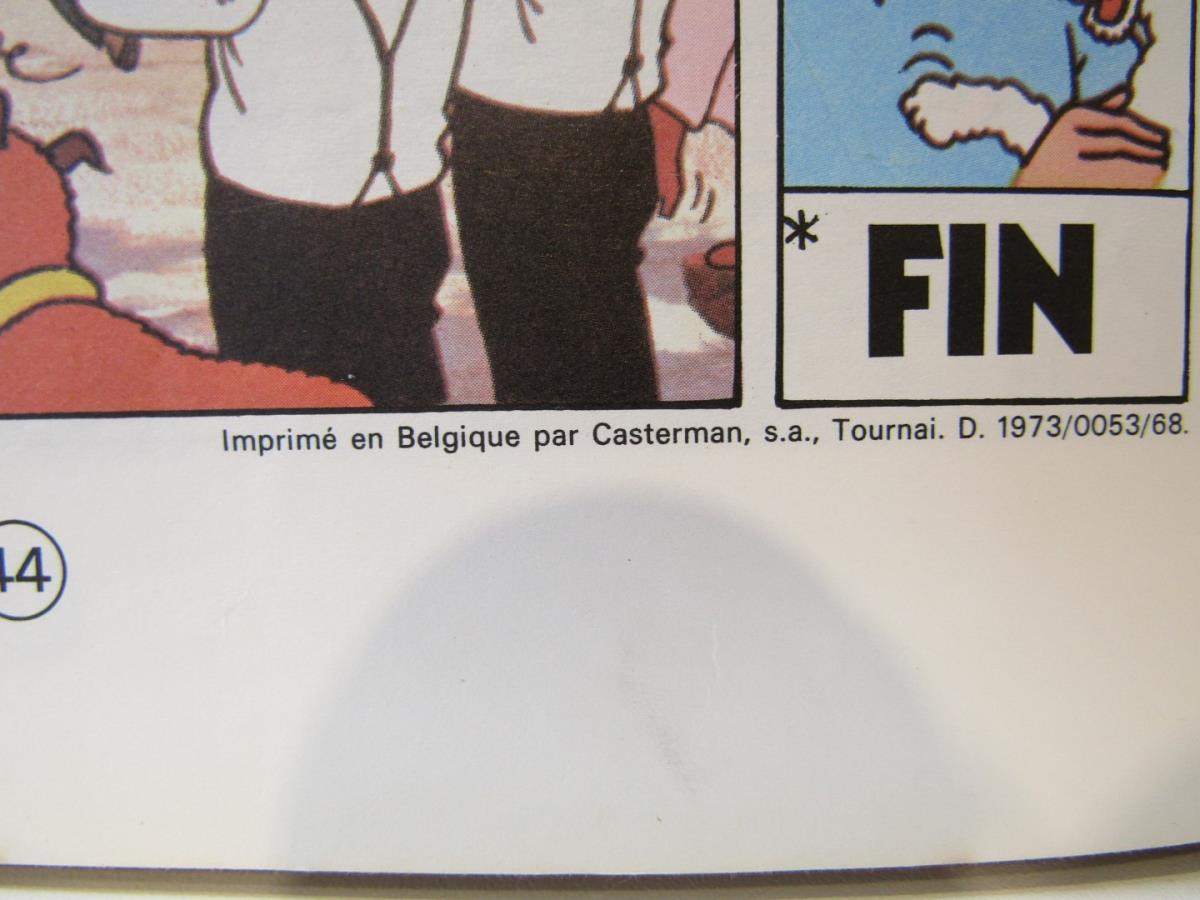 * FIN
Imprimé en Belgique par Casterman, s.a., Tournai. D. 1973/0053/68.
44